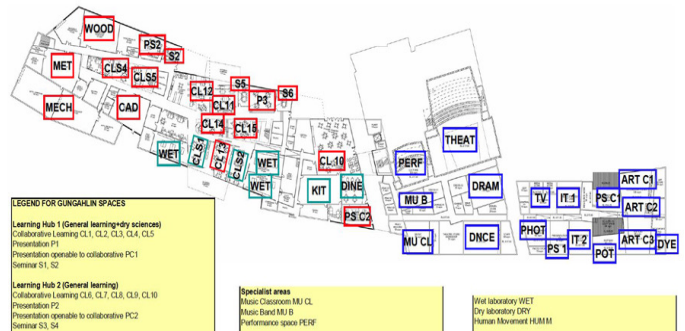 WOOD
PS2
S2
MET
CLS4
CLS5
MECH
CAD
CL12
S5
S6
CL11
P3
CL14
CL15
WET
CLS1
CL13
CLS2
WET
WET
CL 10
KIT
DINE
PS C2
THEAT
PERF
MU B
DRAM
MU CL
DNCE
ART C1
TV
IT 1
PS C1
ART C2
PHOT
PS 1
IT 2
POT
ART C3
DYE
LEGEND FOR GUNGAHLIN SPACES
Learning Hub 1 (General learning+dry sciences)
Collaborative Learning CL1, CL2, CL3, CL4, CL5
Presentation P1
Presentation openable to collaborative PC1
Seminar S1, S2
Learning Hub 2 (General learning)
Collaborative Learning CL6, CL7, CL8, CL9, CL10
Presentation P2
Presentation openable to collaborative PC2
Seminar S3, S4
Specialist areas
Music Classroom MU CL
Music Band MU B
Performance space PERF
Wet laboratory WET
Dry laboratory DRY
Human Movement HUM M